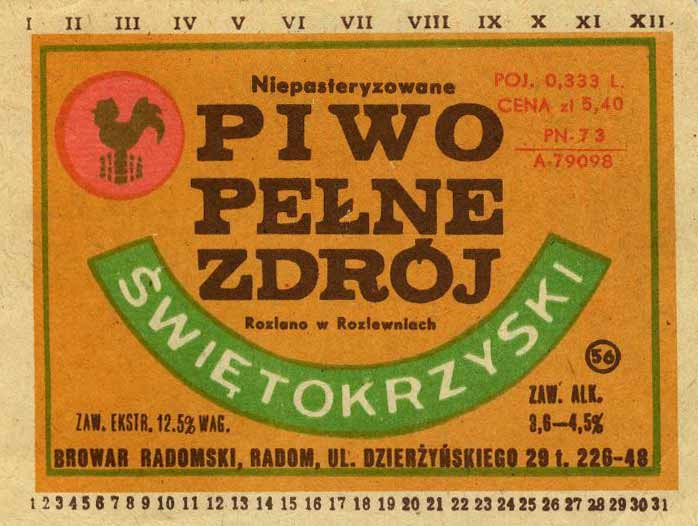 I II III IV V VI VII VIII IX X XI XII
Niepasteryzowane
PIWO
PEŁNE
ZDRÓJ
POJ. 0,333 L.
CENA zł 5,40
PN-73
A-79098
Rozlano w Rozlewniach
ŚWIĘTOKRZYSKI
56
ZAW. EKSTR. 12.5% WAG.
ZAW. ALK.
3,6—4,5%
BROWAR RADOMSKI, RADOM, UL. DZIERŻYŃSKIEGO 29 t. 226-48
1 2 3 4 5 6 7 8 9 10 11 12 13 14 15 16 17 18 19 20 21 22 23 24 25 26 27 28 29 30 31